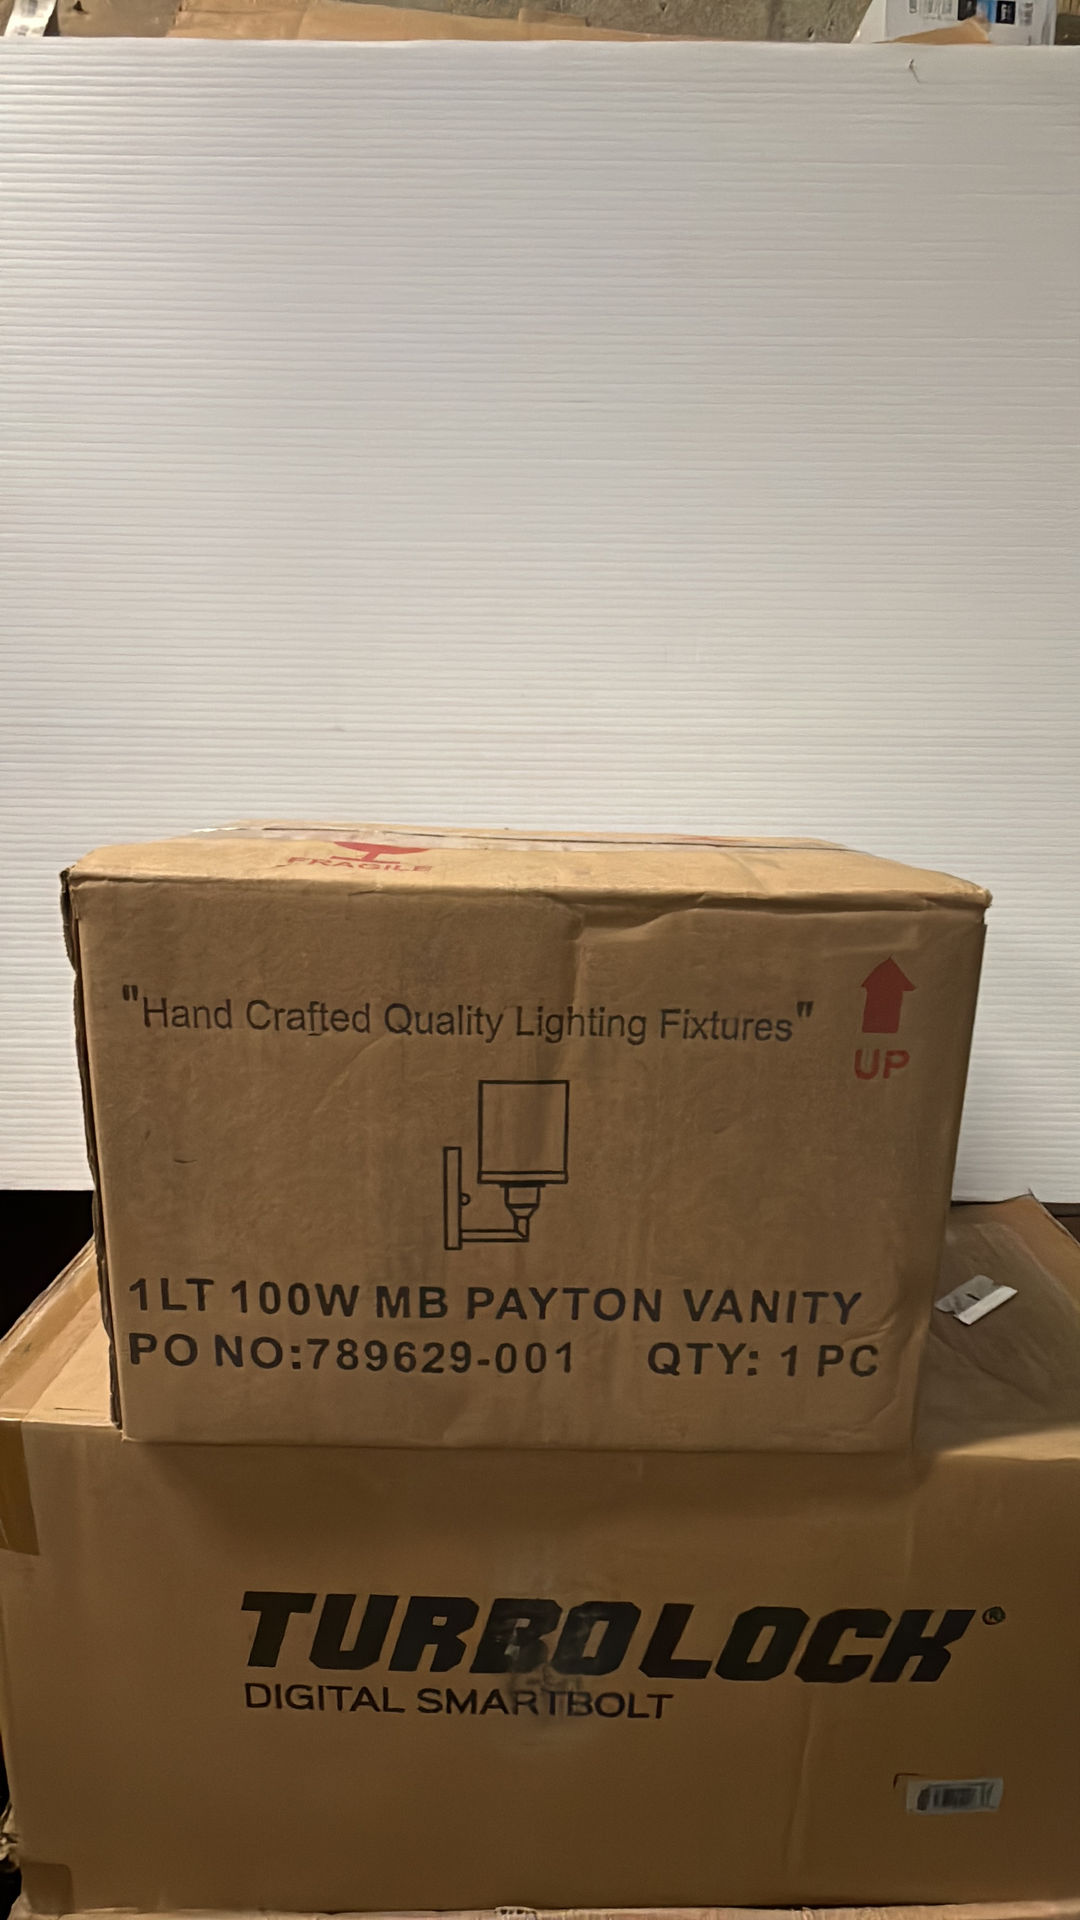 FRAGILE
"Hand Crafted Quality Lighting Fixtures"
UP
1LT 100W MB PAYTON VANITY
PO NO:789629-001 QTY: 1 PC
TURBOLOCK®
DIGITAL SMARTBOLT